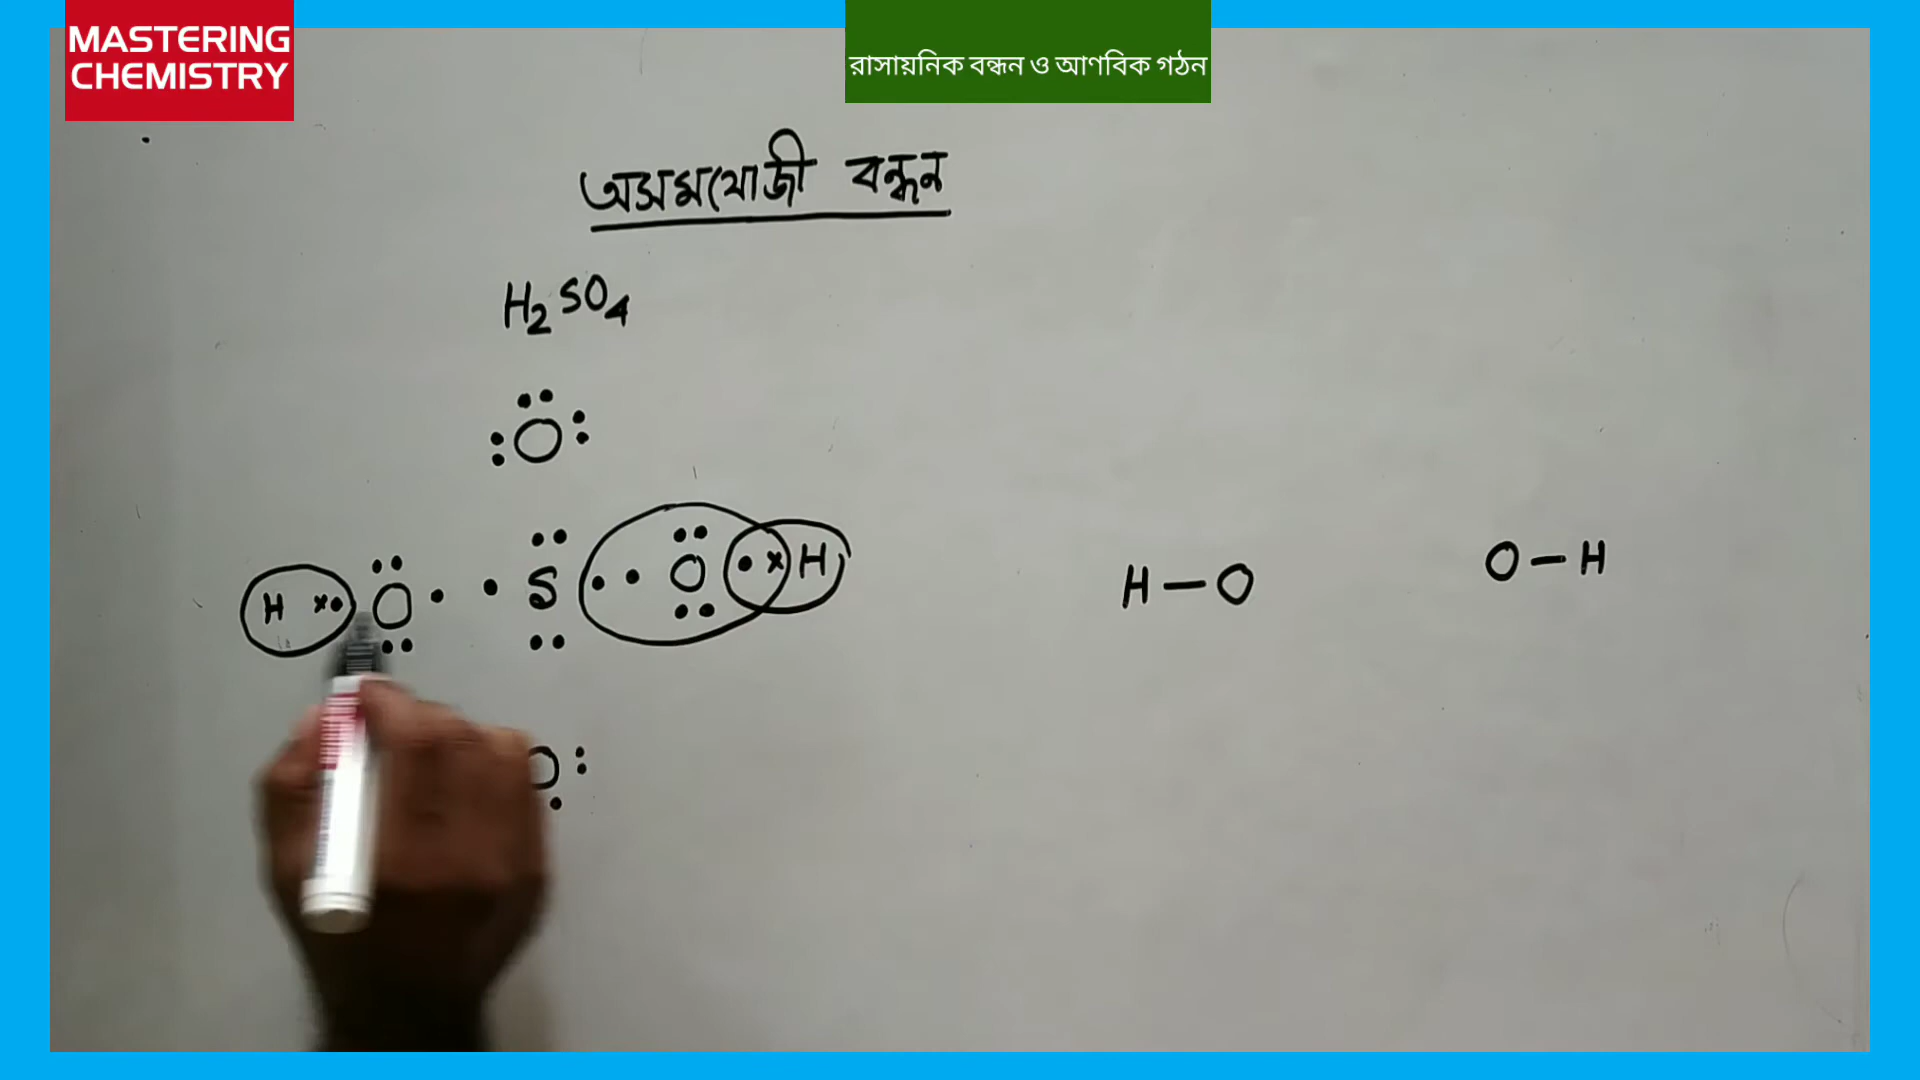 MASTERING
CHEMISTRY
রাসায়নিক বন্ধন ও আণবিক গঠন
অসমযোজী বন্ধন
H₂SO₄
O
H ו O • • S • • O •× H
H — O
O — H
O